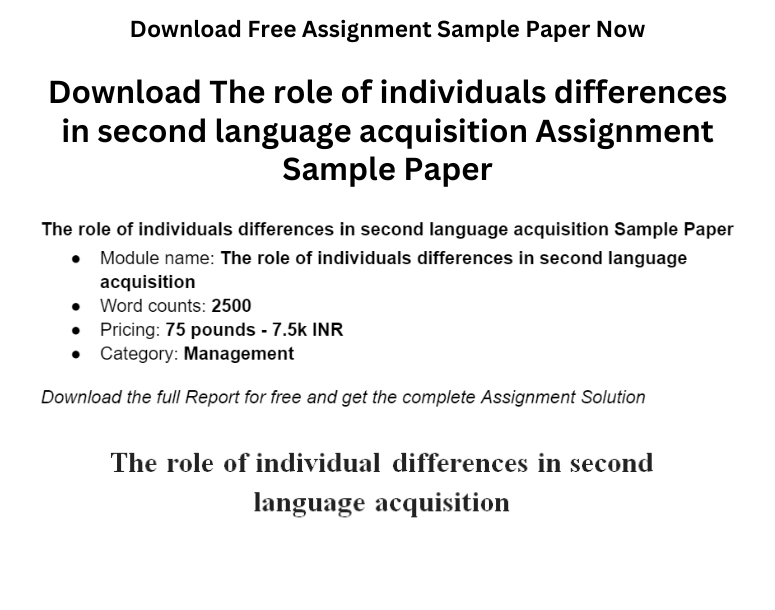 Download Free Assignment Sample Paper Now
Download The role of individuals differences
in second language acquisition Assignment
Sample Paper
The role of individuals differences in second language acquisition Sample Paper
● Module name: The role of individuals differences in second language
acquisition
● Word counts: 2500
● Pricing: 75 pounds - 7.5k INR
● Category: Management
Download the full Report for free and get the complete Assignment Solution
The role of individual differences in second
language acquisition